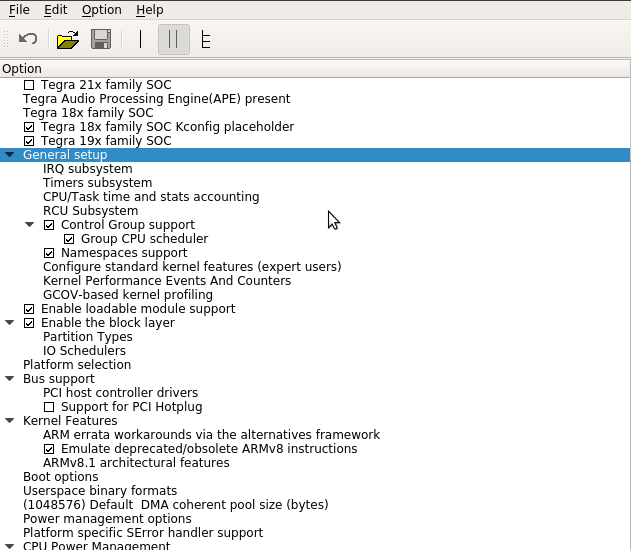 File Edit Option Help
Option
Tegra 21x family SOC
Tegra Audio Processing Engine(APE) present
Tegra 18x family SOC
Tegra 18x family SOC Kconfig placeholder
Tegra 19x family SOC
General setup
IRQ subsystem
Timers subsystem
CPU/Task time and stats accounting
RCU Subsystem
Control Group support
Group CPU scheduler
Namespaces support
Configure standard kernel features (expert users)
Kernel Performance Events And Counters
GCOV-based kernel profiling
Enable loadable module support
Enable the block layer
Partition Types
IO Schedulers
Platform selection
Bus support
PCI host controller drivers
Support for PCI Hotplug
Kernel Features
ARM errata workarounds via the alternatives framework
Emulate deprecated/obsolete ARMv8 instructions
ARMv8.1 architectural features
Boot options
Userspace binary formats
(1048576) Default  DMA coherent pool size (bytes)
Power management options
Platform specific SError handler support
CPU Power Management